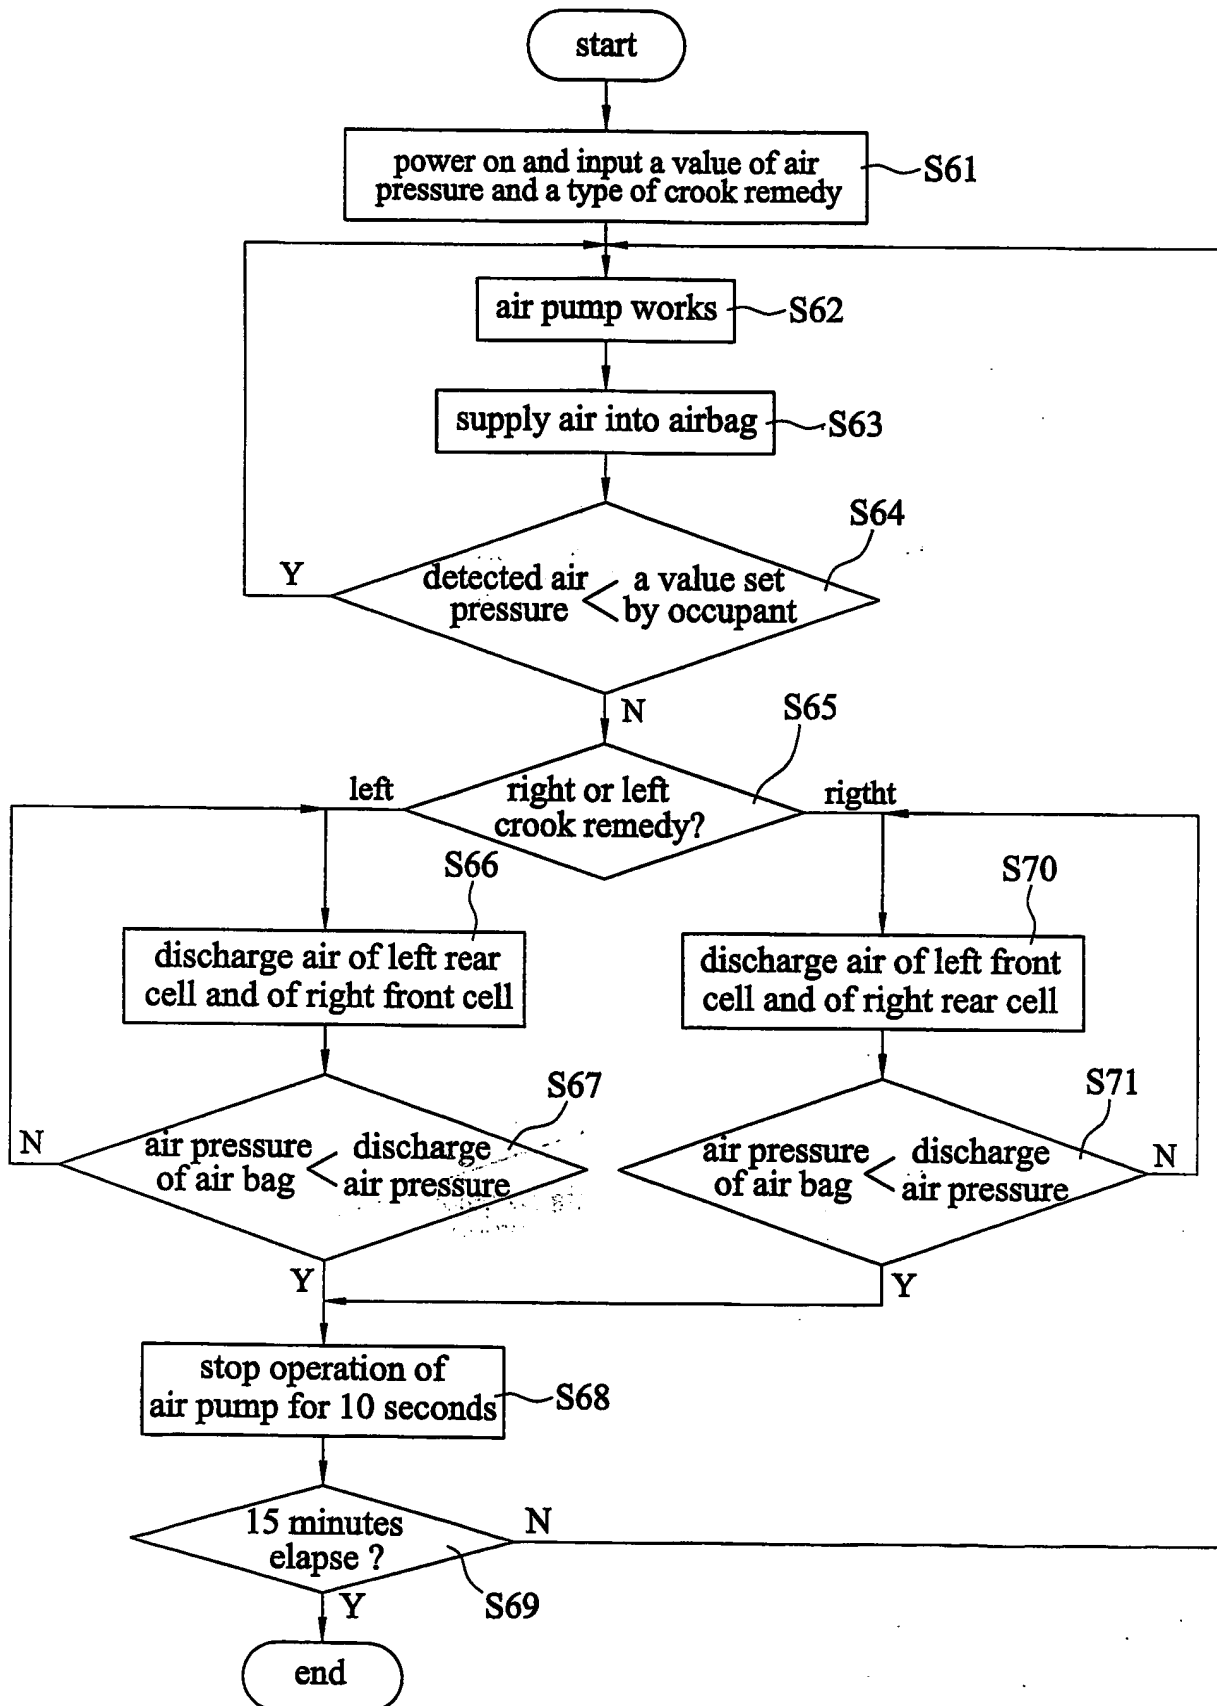 start
power on and input a value of air
pressure and a type of crook remedy
S61
air pump works
S62
supply air into airbag
S63
S64
Y
detected air
pressure
<
a value set
by occupant
N
S65
left
right or left
crook remedy?
rigtht
S66
S70
discharge air of left rear
cell and of right front cell
discharge air of left front
cell and of right rear cell
S67
S71
N
air pressure
of air bag
<
discharge
air pressure
air pressure
of air bag
<
discharge
air pressure
N
Y
Y
stop operation of
air pump for 10 seconds
S68
15 minutes
elapse ?
N
S69
Y
end